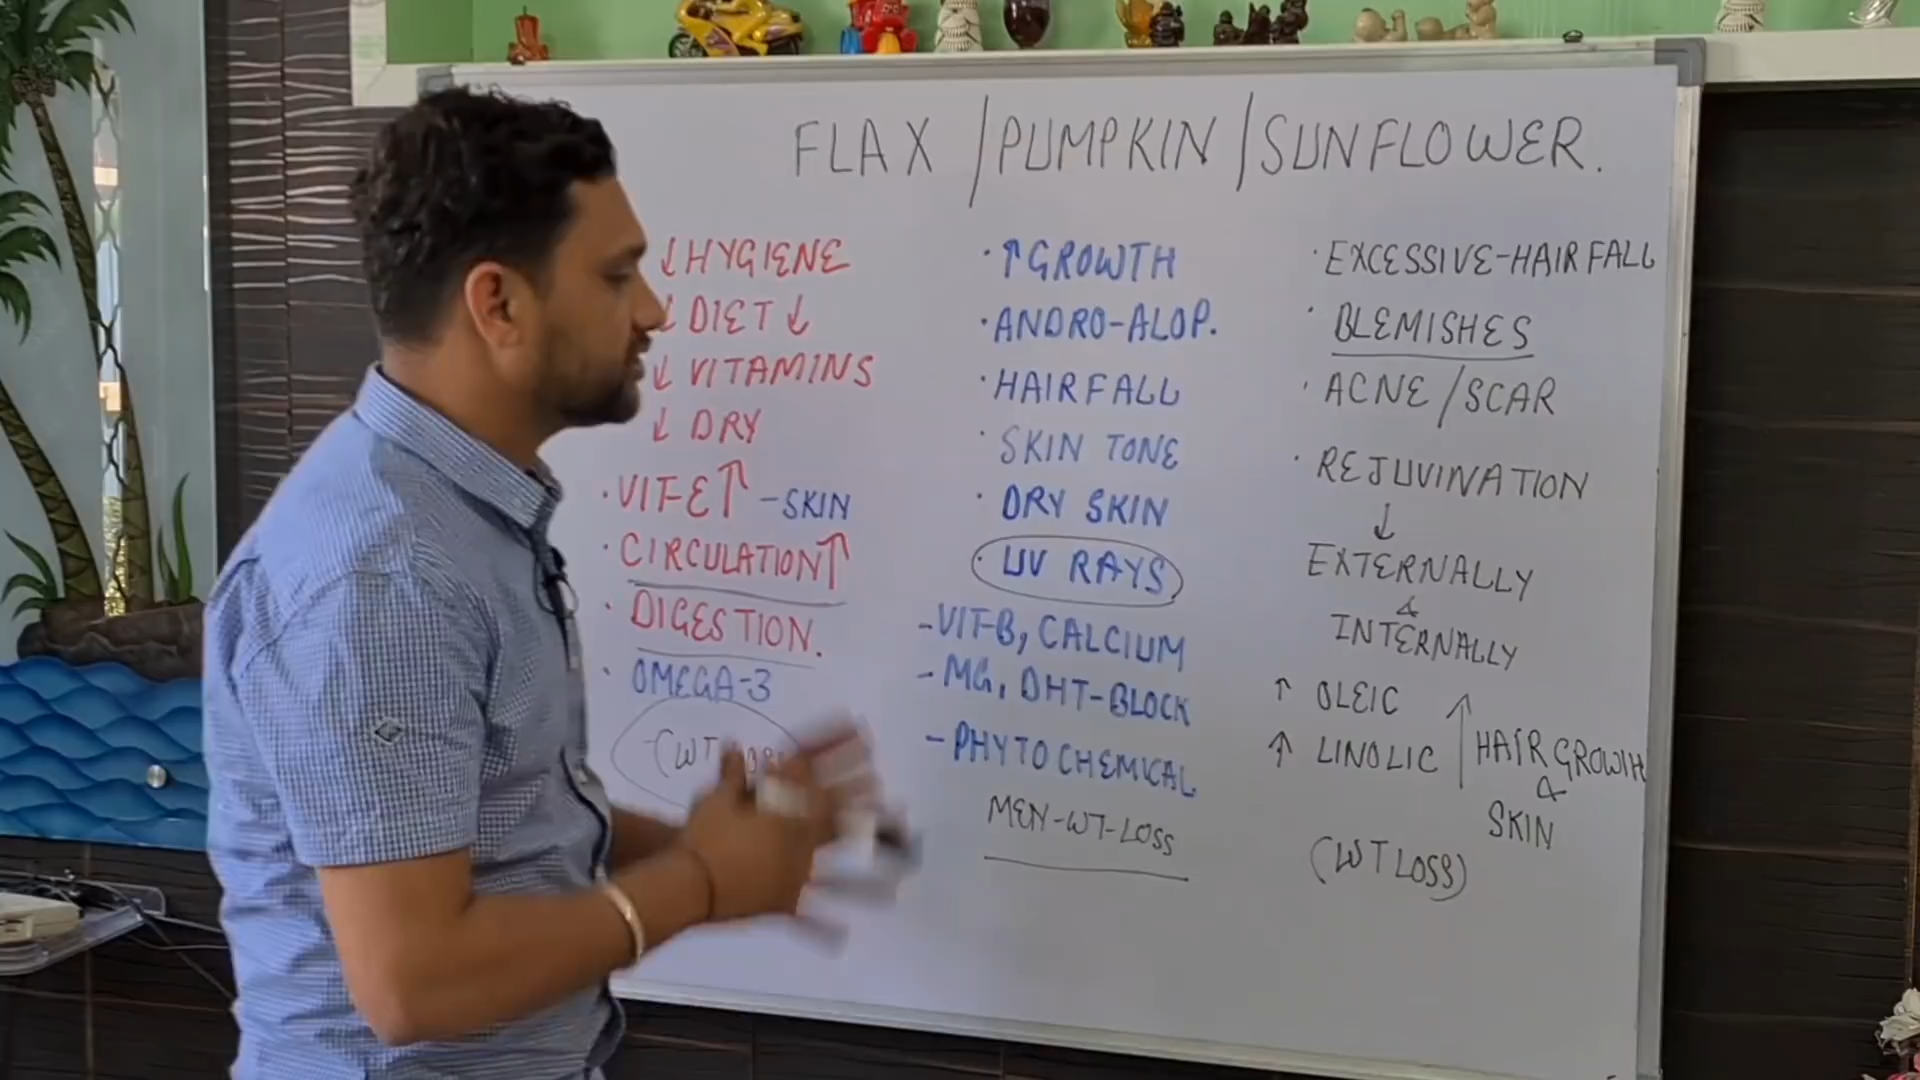 FLAX / PUMPKIN / SUNFLOWER.
↓ HYGIENE
↓ DIET ↓
↓ VITAMINS
↓ DRY
· VIT-E↑ - SKIN
· CIRCULATION↑
· DIGESTION.
· OMEGA-3
- (WT
· ↑ GROWTH
· ANDRO-ALOP.
· HAIRFALL
· SKIN TONE
· DRY SKIN
· UV RAYS
- VIT-B, CALCIUM
- MG, DHT-BLOCK
- PHYTOCHEMICAL
MEN-WT-LOSS
· EXCESSIVE-HAIR FALL
· BLEMISHES
· ACNE / SCAR
· REJUVINATION
↓
EXTERNALLY
&
INTERNALLY
↑ OLEIC
↑ LINOLIC
↑ HAIR GROWTH
&
SKIN
(WT LOSS)